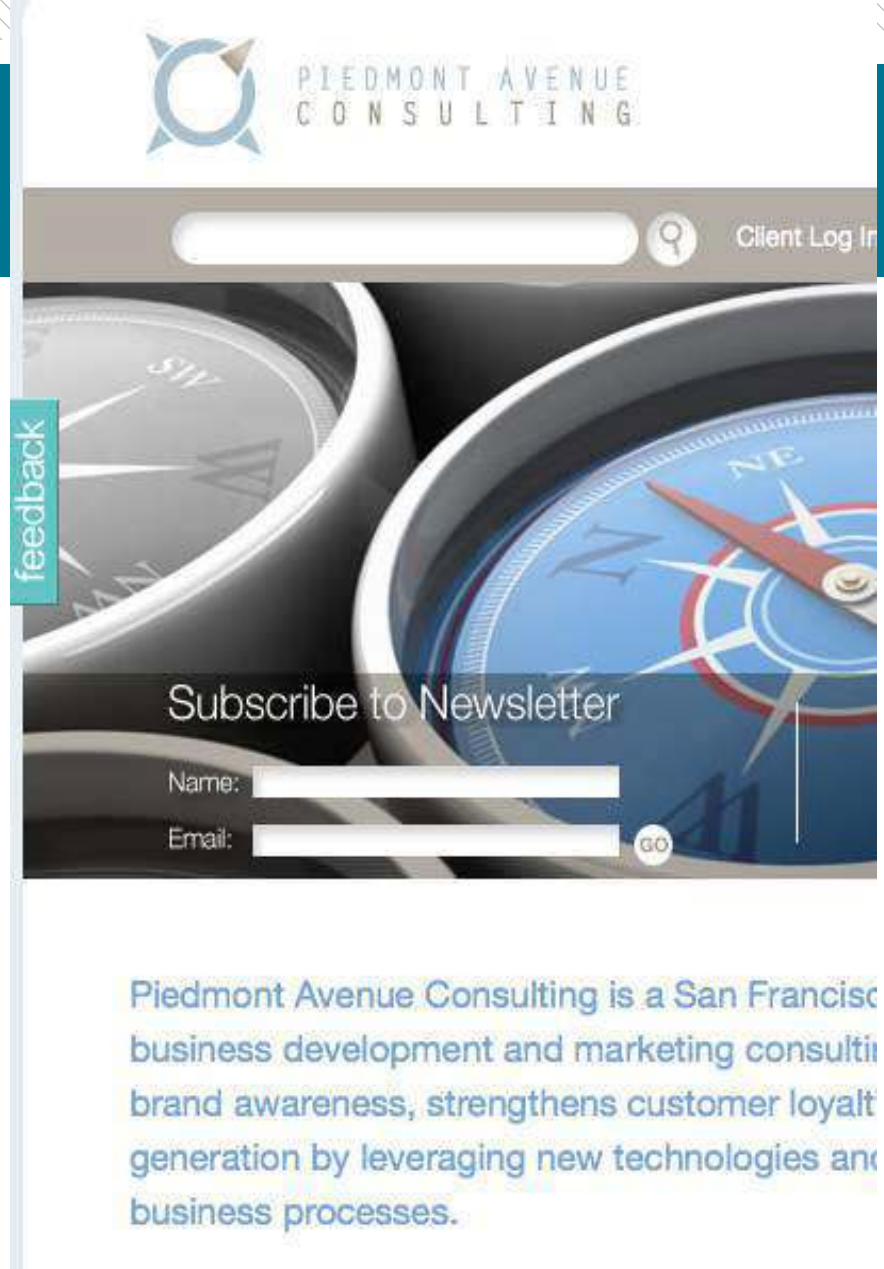 PIEDMONT AVENUE
CONSULTING
Client Log In
SW
W
NW
feedback
NE
N
W
Subscribe to Newsletter
Name:
Email:
GO
Piedmont Avenue Consulting is a San Francisc
business development and marketing consultin
brand awareness, strengthens customer loyalt
generation by leveraging new technologies and
business processes.